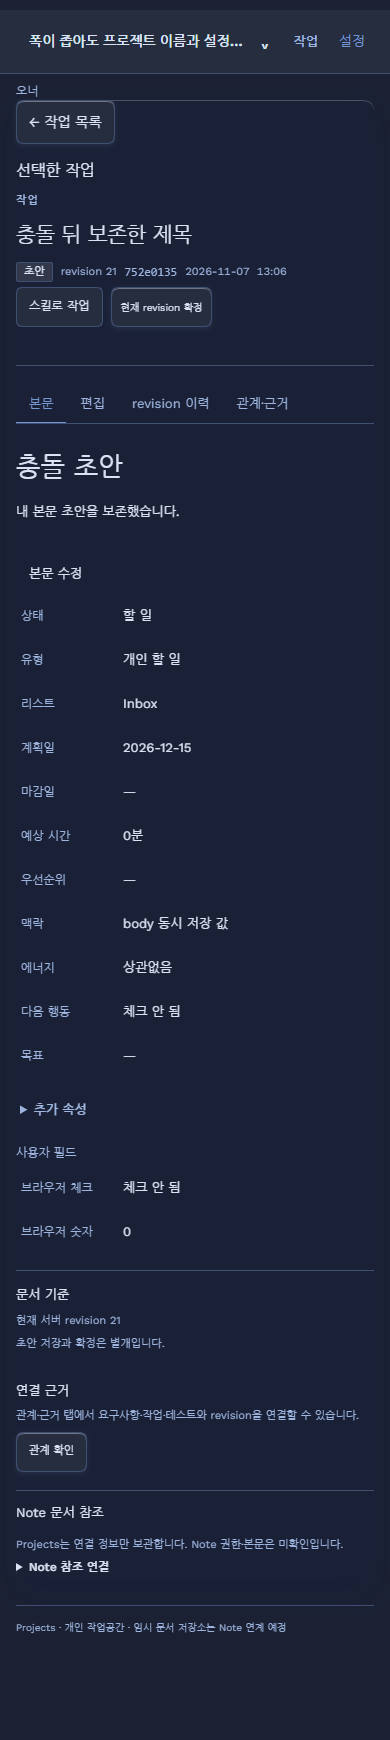 폭이 좁아도 프로젝트 이름과 설정... v 작업 설정
오너
← 작업 목록
선택한 작업
작업
충돌 뒤 보존한 제목
초안 revision 21 752e0135 2026-11-07 13:06
스킬로 작업 현재 revision 확정
본문 편집 revision 이력 관계·근거
충돌 초안
내 본문 초안을 보존했습니다.
본문 수정
상태 할 일
유형 개인 할 일
리스트 Inbox
계획일 2026-12-15
마감일 —
예상 시간 0분
우선순위 —
맥락 body 동시 저장 값
에너지 상관없음
다음 행동 체크 안 됨
목표 —
▶ 추가 속성
사용자 필드
브라우저 체크 체크 안 됨
브라우저 숫자 0
문서 기준
현재 서버 revision 21
초안 저장과 확정은 별개입니다.
연결 근거
관계·근거 탭에서 요구사항·작업·테스트와 revision을 연결할 수 있습니다.
관계 확인
Note 문서 참조
Projects는 연결 정보만 보관합니다. Note 권한·본문은 미확인입니다.
▶ Note 참조 연결
Projects · 개인 작업공간 · 임시 문서 저장소는 Note 연계 예정